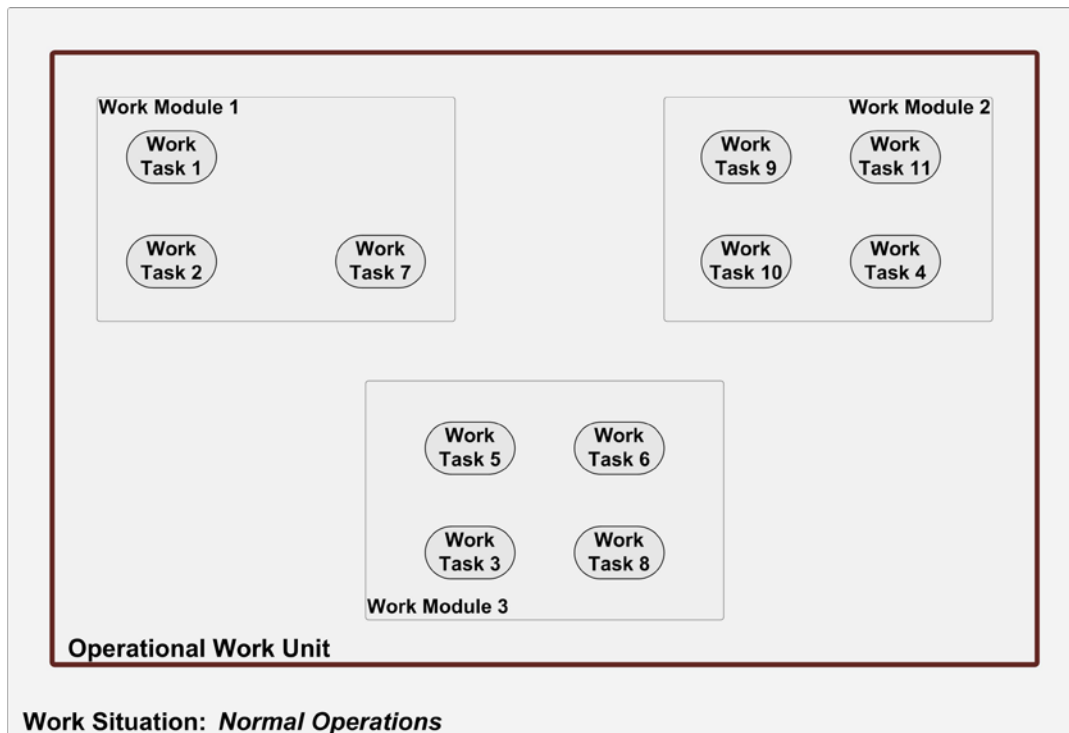 Work Module 1
Work
Task 1
Work
Task 2
Work
Task 7
Work Module 2
Work
Task 9
Work
Task 11
Work
Task 10
Work
Task 4
Work
Task 5
Work
Task 6
Work
Task 3
Work
Task 8
Work Module 3
Operational Work Unit
Work Situation: Normal Operations